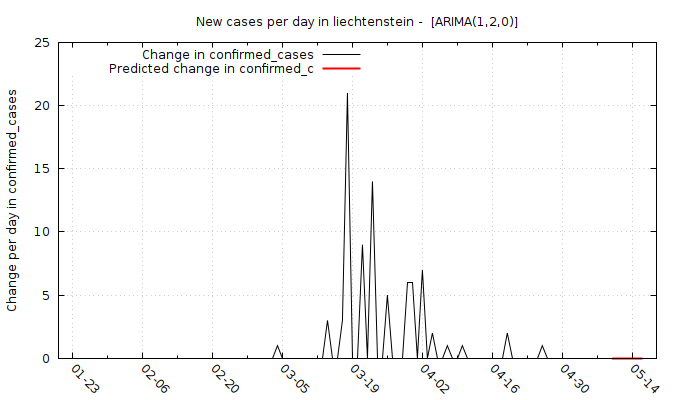 New cases per day in liechtenstein -  [ARIMA(1,2,0)]
Change in confirmed_cases
Predicted change in confirmed_c
Change per day in confirmed_cases
25
20
15
10
5
0
01-23 02-06 02-20 03-05 03-19 04-02 04-16 04-30 05-14